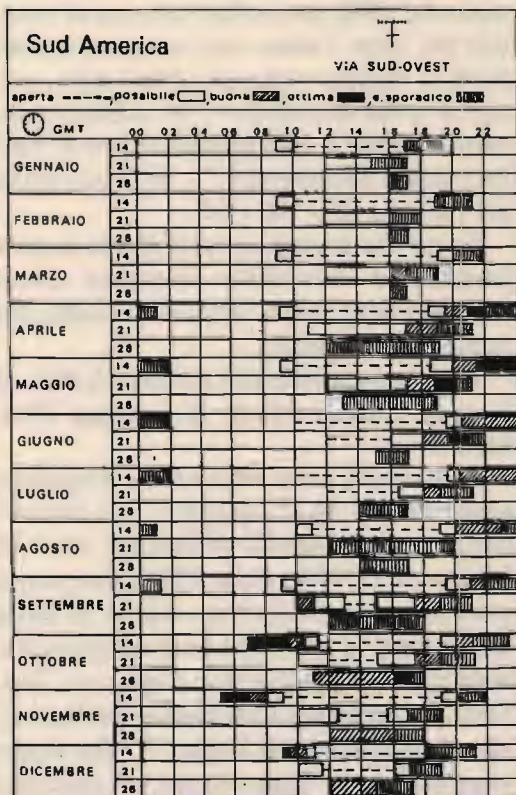 Sud America
VIA SUD-OVEST
aperta -----, possibile , buona , ottima , e.sporadico
GMT 00 02 04 06 08 10 12 14 16 18 20 22
GENNAIO 14
21
28
FEBBRAIO 14
21
28
MARZO 14
21
28
APRILE 14
21
28
MAGGIO 14
21
28
GIUGNO 14
21
28
LUGLIO 14
21
28
AGOSTO 14
21
28
SETTEMBRE 14
21
28
OTTOBRE 14
21
28
NOVEMBRE 14
21
28
DICEMBRE 14
21
28